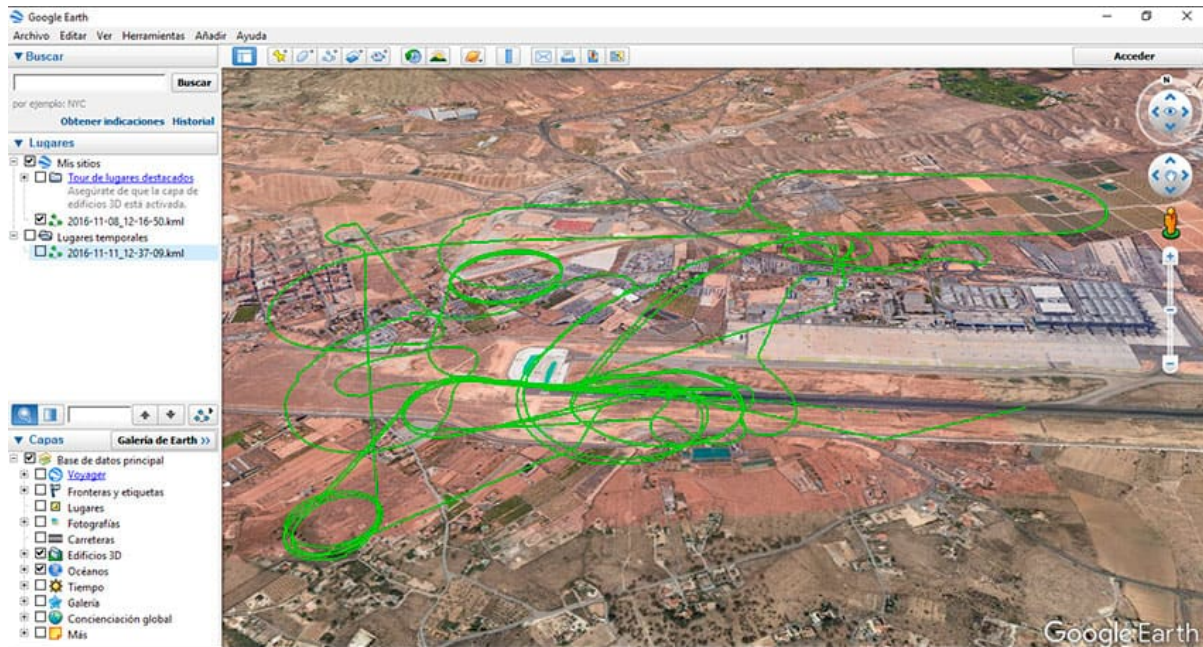 Google Earth
Archivo Editar Ver Herramientas Añadir Ayuda
Buscar
Buscar
por ejemplo: NYC
Obtener indicaciones Historial
Lugares
Mis sitios
Tour de lugares destacados
Asegúrate de que la capa de
edificios 3D está activada.
2016-11-08_12-16-50.kml
Lugares temporales
2016-11-11_12-37-09.kml
Capas Galería de Earth >>
Base de datos principal
Voyager
Fronteras y etiquetas
Lugares
Fotografías
Carreteras
Edificios 3D
Océanos
Tiempo
Galería
Concienciación global
Más
Acceder
N
Google Earth